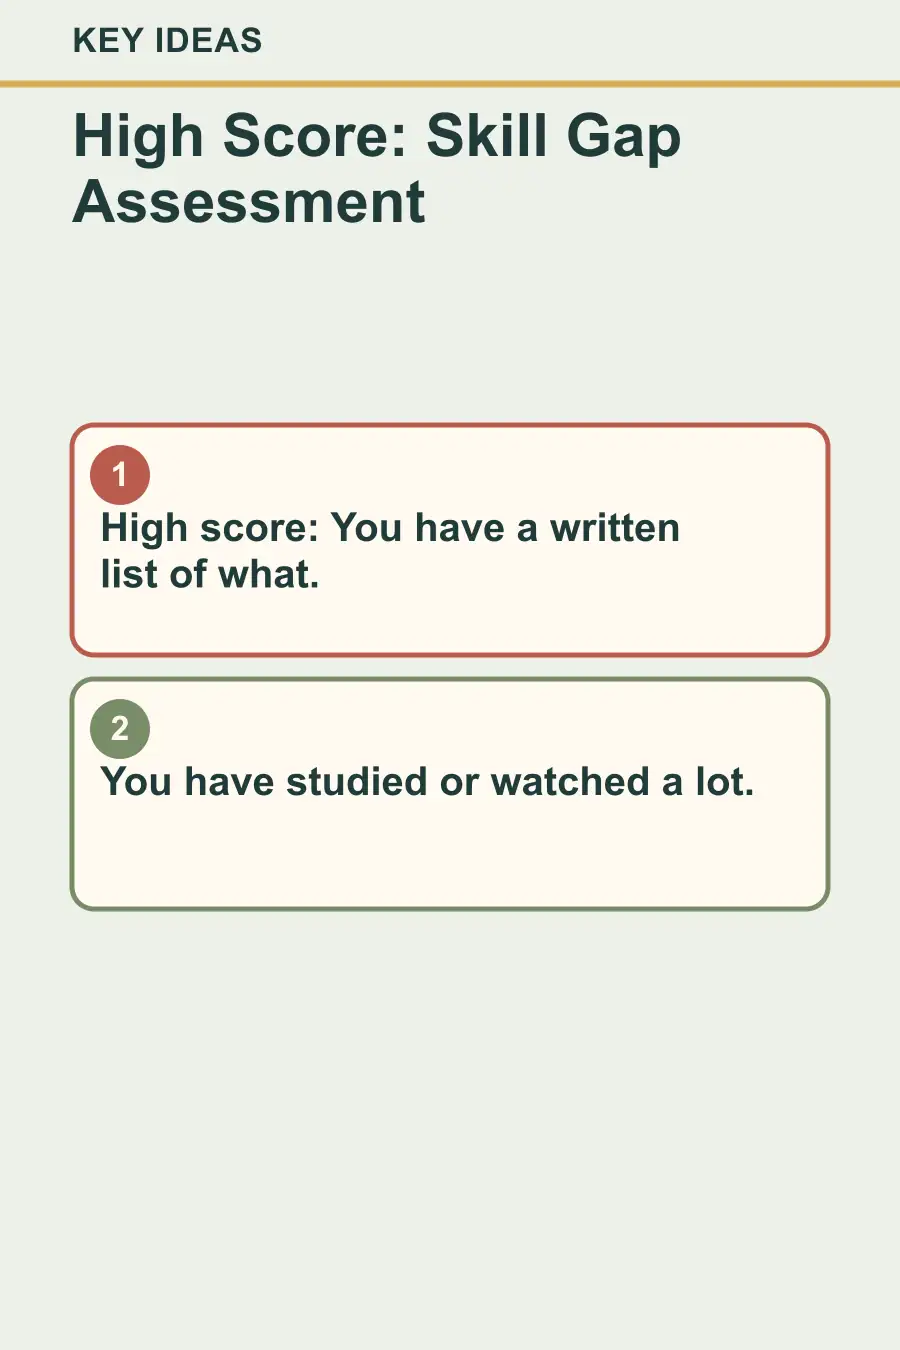 KEY IDEAS
High Score: Skill Gap
Assessment
1
High score: You have a written
list of what.
2
You have studied or watched a lot.